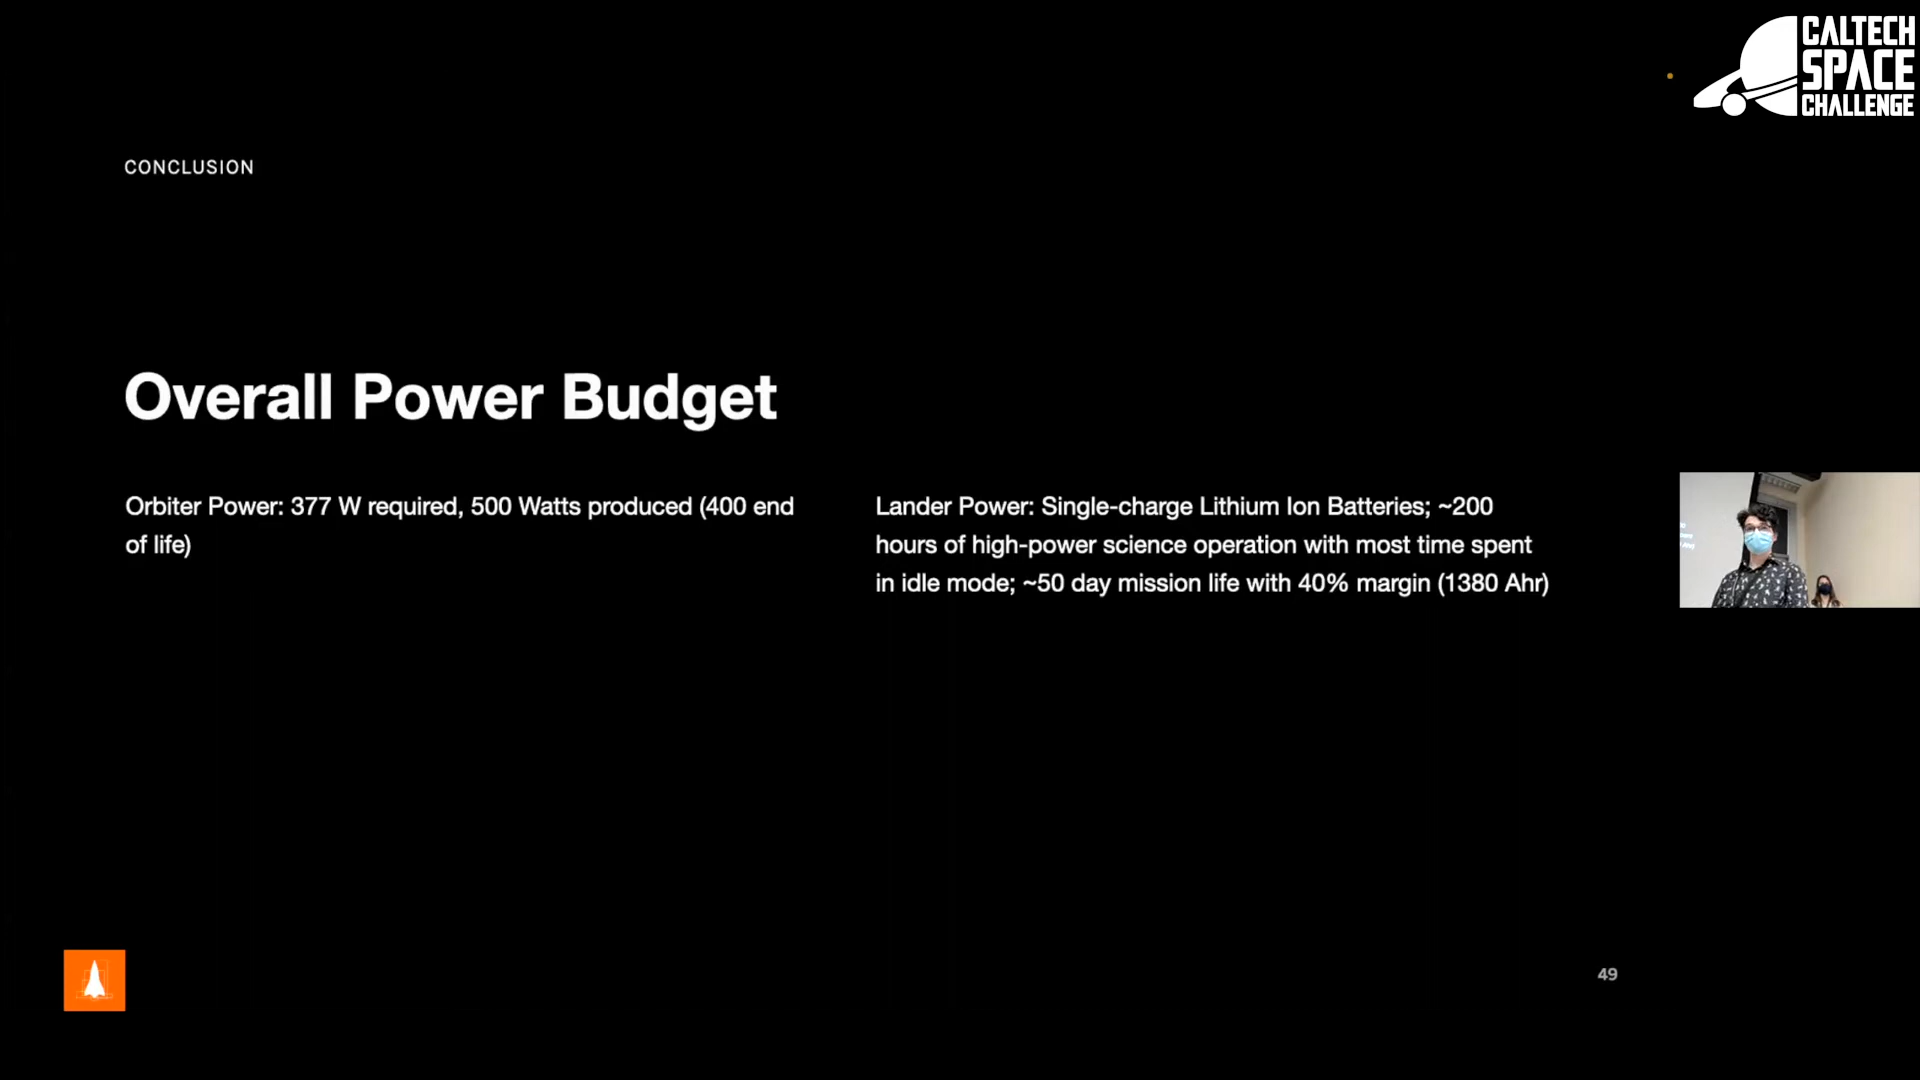 CALTECH
SPACE
CHALLENGE
CONCLUSION
Overall Power Budget
Orbiter Power: 377 W required, 500 Watts produced (400 end
of life)
Lander Power: Single-charge Lithium Ion Batteries; ~200
hours of high-power science operation with most time spent
in idle mode; ~50 day mission life with 40% margin (1380 Ahr)
49